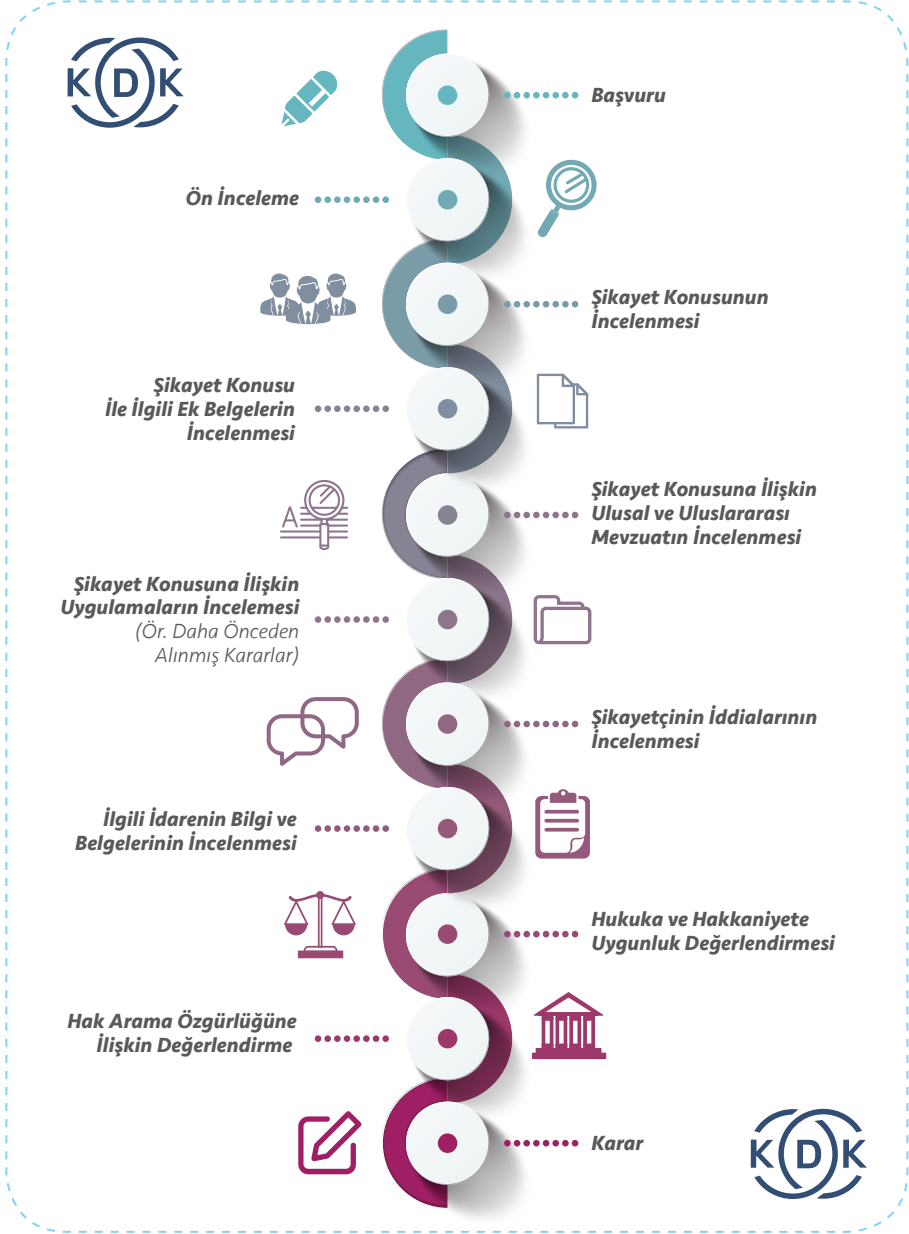 KDK
Başvuru
Ön İnceleme
Şikayet Konusunun
İncelenmesi
Şikayet Konusu
İle İlgili Ek Belgelerin
İncelenmesi
Şikayet Konusuna İlişkin
Ulusal ve Uluslararası
Mevzuatın İncelenmesi
A
Şikayet Konusuna İlişkin
Uygulamaların İncelemesi
(Ör. Daha Önceden
Alınmış Kararlar)
Şikayetçinin İddialarının
İncelenmesi
İlgili İdarenin Bilgi ve
Belgelerinin İncelenmesi
Hukuka ve Hakkaniyete
Uygunluk Değerlendirmesi
Hak Arama Özgürlüğüne
İlişkin Değerlendirme
Karar
KDK